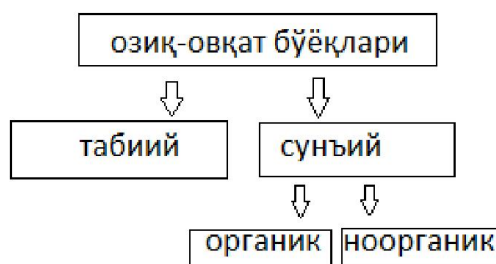 озиқ-овқат бўёқлари
табиий сунъий
органик ноорганик